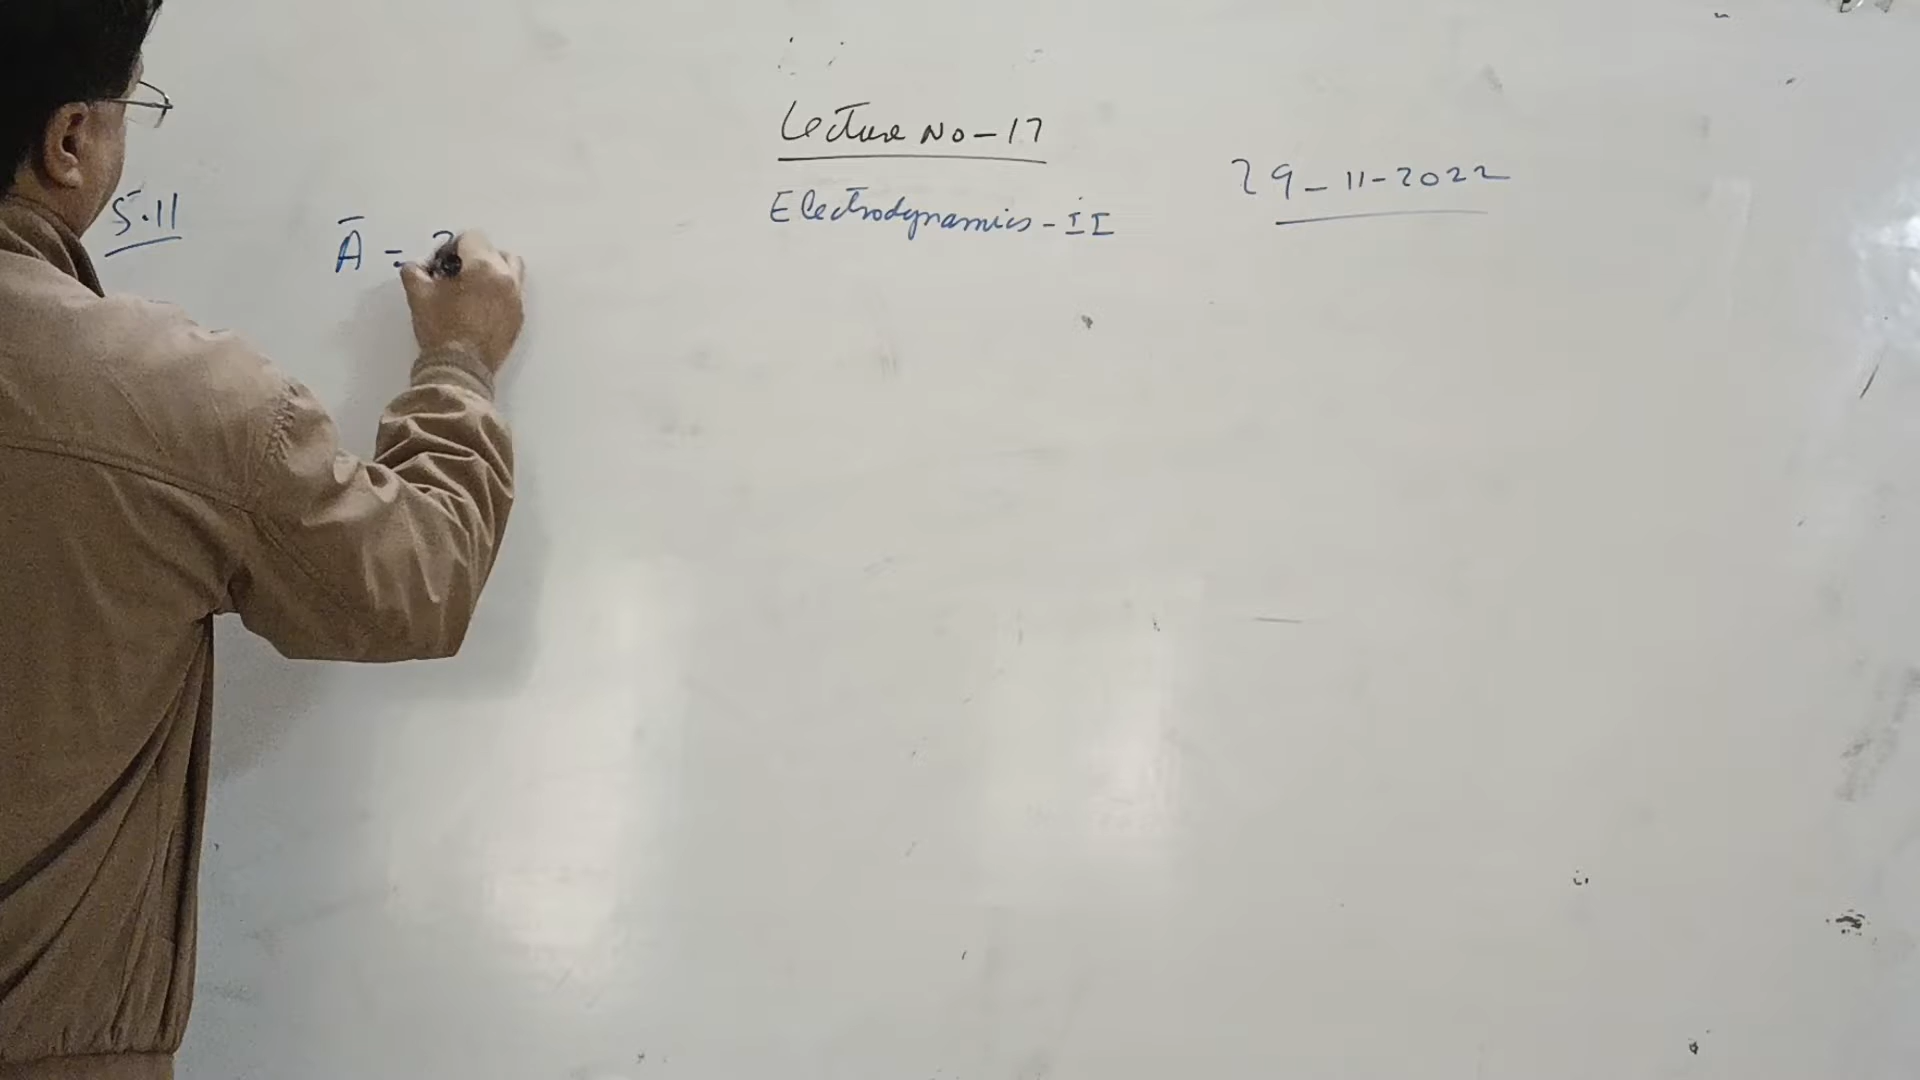 Lecture No-17
29-11-2022
Electrodynamics-II
5.11
Ā = ?